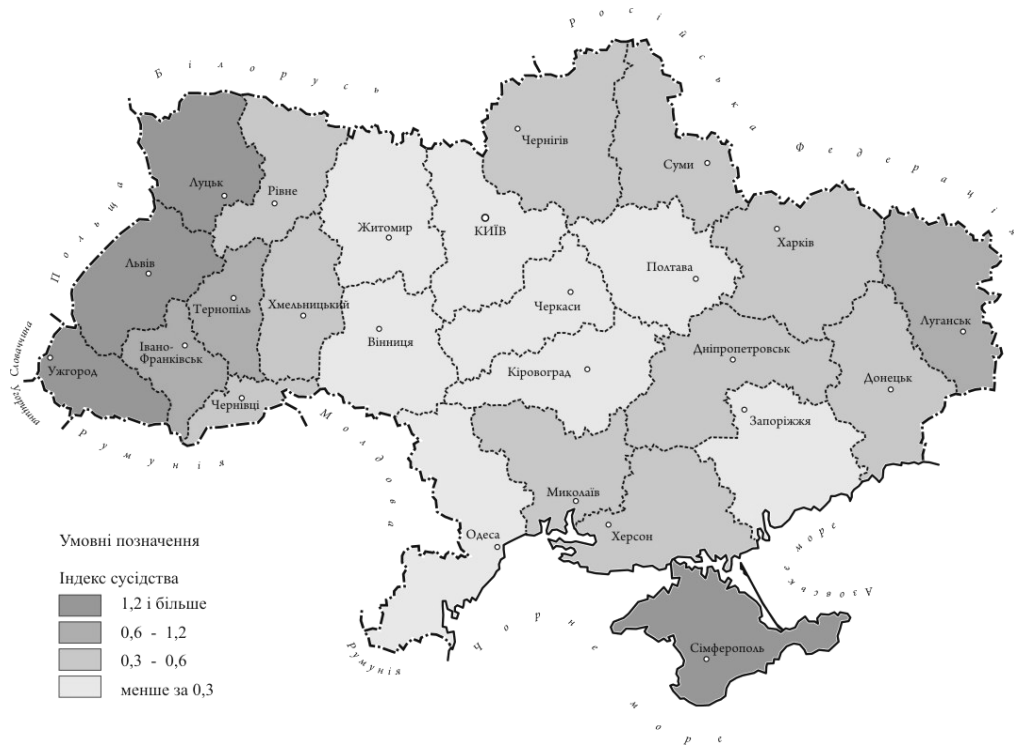 Російська Федерація
Білорусь
Польща
Словаччина
Угорщина
Румунія
Молдова
Румунія
Чорне море
Азовське море
Чернігів
Суми
Луцьк
Рівне
Житомир
КИЇВ
Харків
Львів
Полтава
Тернопіль
Хмельницький
Черкаси
Луганськ
Івано-
Франківськ
Вінниця
Дніпропетровськ
Ужгород
Кіровоград
Донецьк
Чернівці
Запоріжжя
Миколаїв
Одеса
Херсон
Сімферополь
Умовні позначення
Індекс сусідства
1,2 і більше
0,6 - 1,2
0,3 - 0,6
менше за 0,3